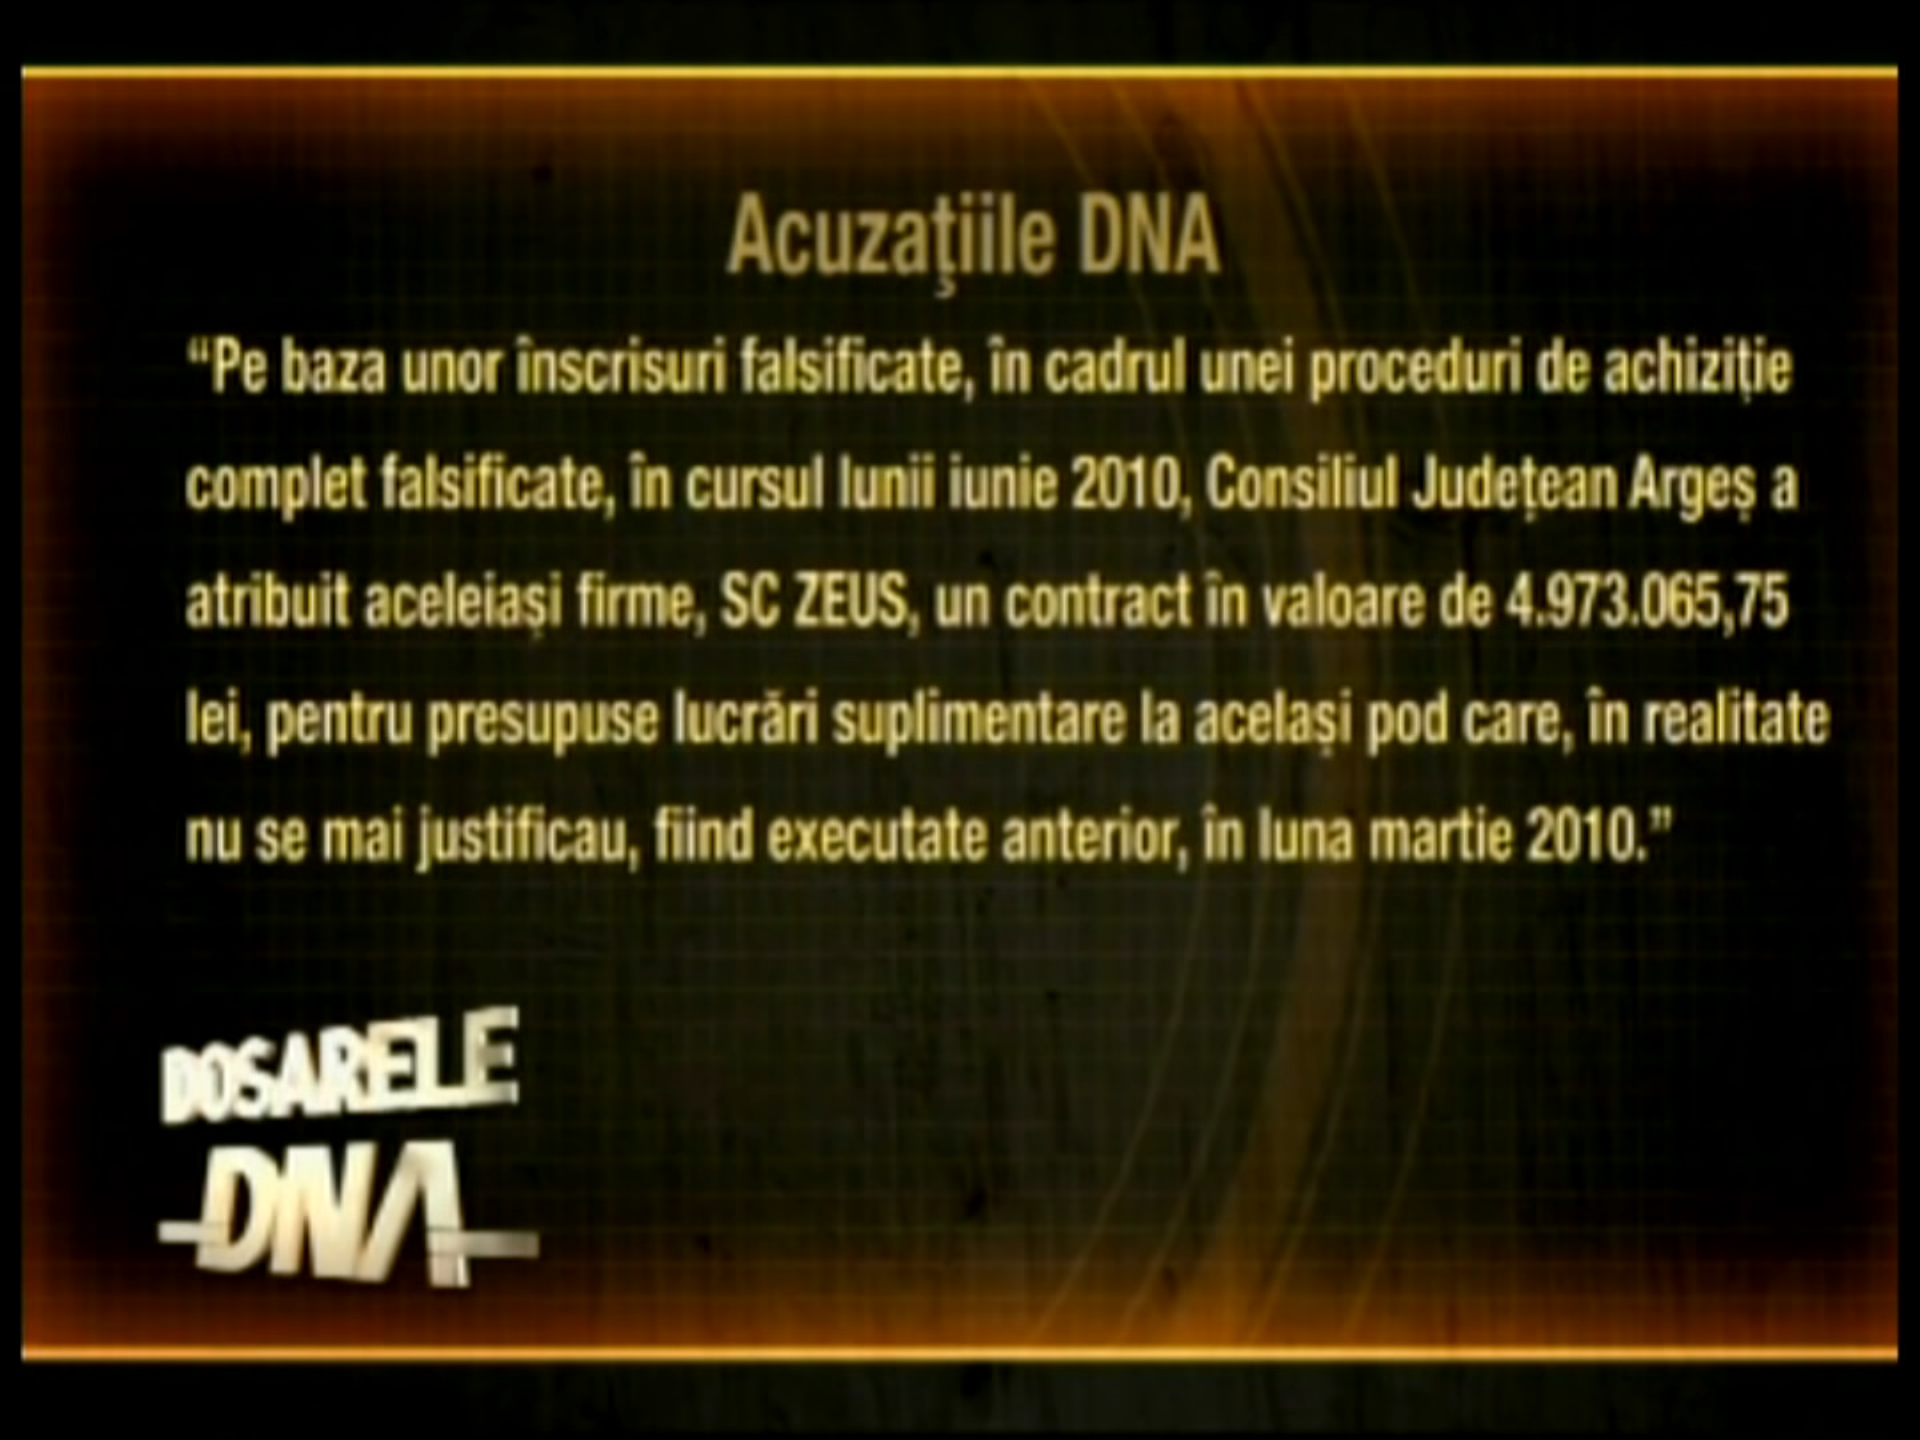 Acuzaţiile DNA
“Pe baza unor înscrisuri falsificate, în cadrul unei proceduri de achiziție
complet falsificate, în cursul lunii iunie 2010, Consiliul Județean Argeș a
atribuit aceleiași firme, SC ZEUS, un contract în valoare de 4.973.065,75
lei, pentru presupuse lucrări suplimentare la același pod care, în realitate
nu se mai justificau, fiind executate anterior, în luna martie 2010.”
DOSARELE
DNA